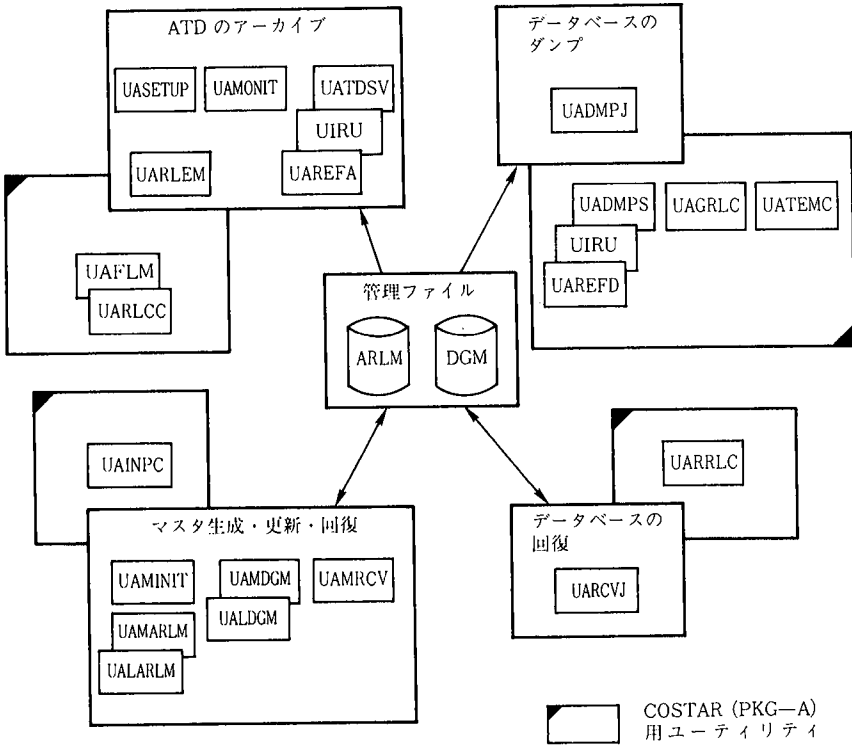 ATD のアーカイブ
UASETUP
UAMONIT
UATDSV
UIRU
UARLEM
UAREFA
UAFLM
UARLCC
データベースの
ダンプ
UADMPJ
UADMPS
UAGRLC
UATEMC
UIRU
UAREFD
管理ファイル
ARLM
DGM
UAINPC
マスタ生成・更新・回復
UAMINIT
UAMDGM
UAMRCV
UALDGM
UAMARLM
UALARLM
UARRLC
データベースの
回復
UARCVJ
COSTAR (PKG—A)
用ユーティリティ